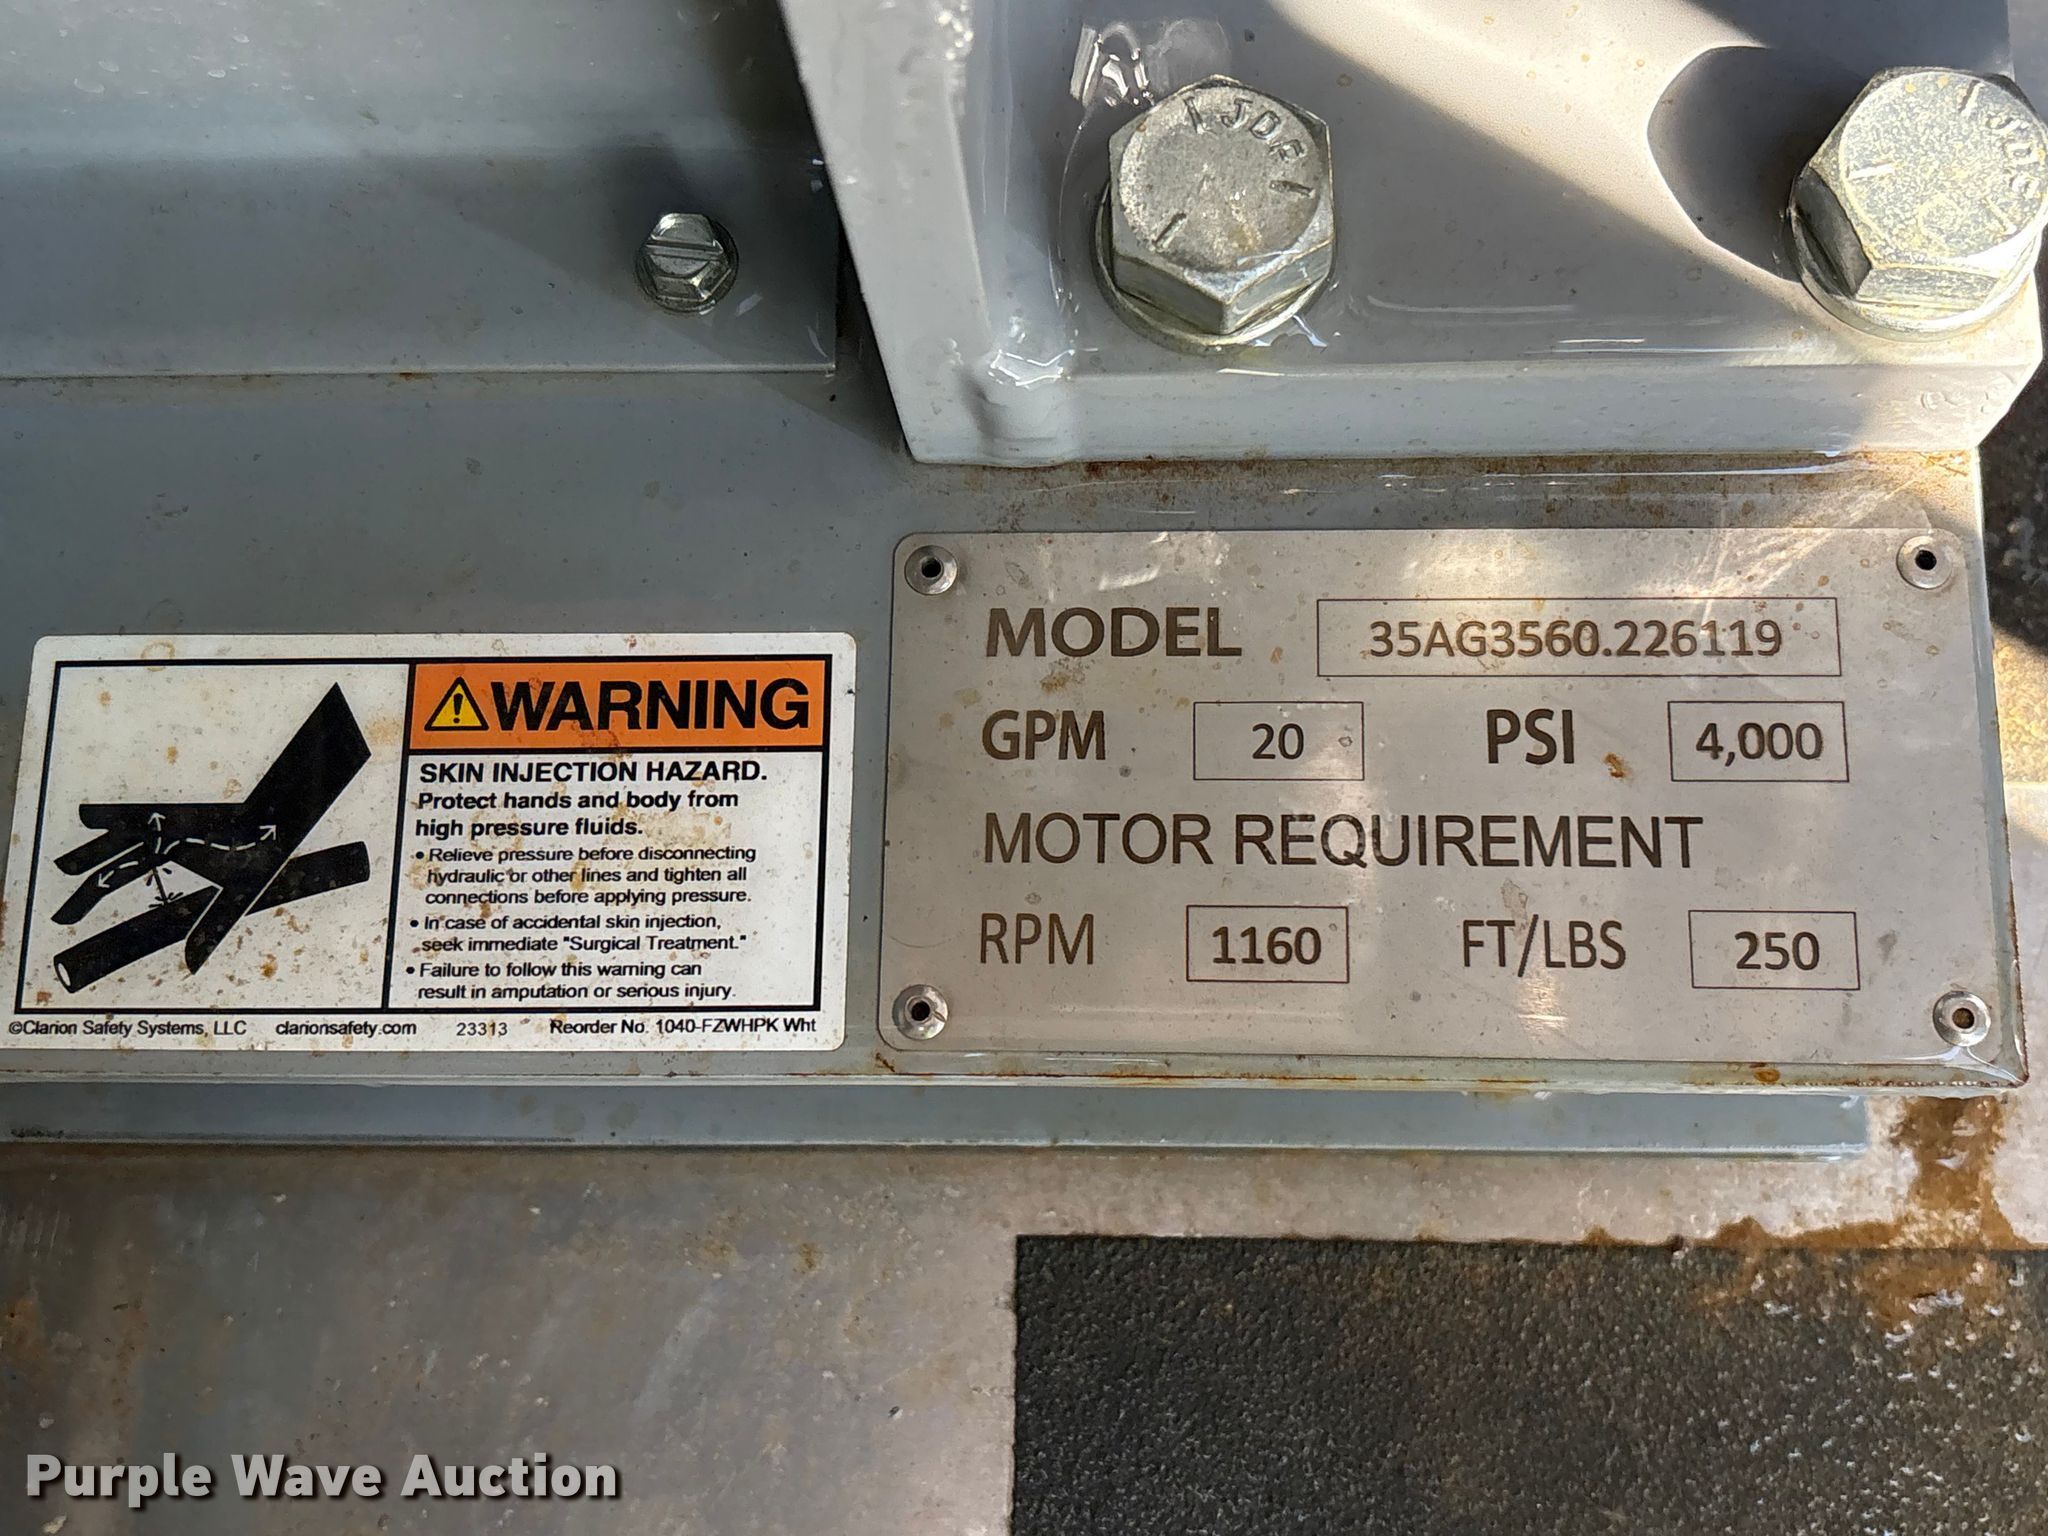 JDF
WARNING
SKIN INJECTION HAZARD.
Protect hands and body from
high pressure fluids.
• Relieve pressure before disconnecting
hydraulic or other lines and tighten all
connections before applying pressure.
• In case of accidental skin injection,
seek immediate "Surgical Treatment."
• Failure to follow this warning can
result in amputation or serious injury.
©Clarion Safety Systems, LLC clarionsafety.com 23313 Reorder No. 1040-FZWHPK Wht
MODEL 35AG3560.226119
GPM 20 PSI 4,000
MOTOR REQUIREMENT
RPM 1160 FT/LBS 250
Purple Wave Auction